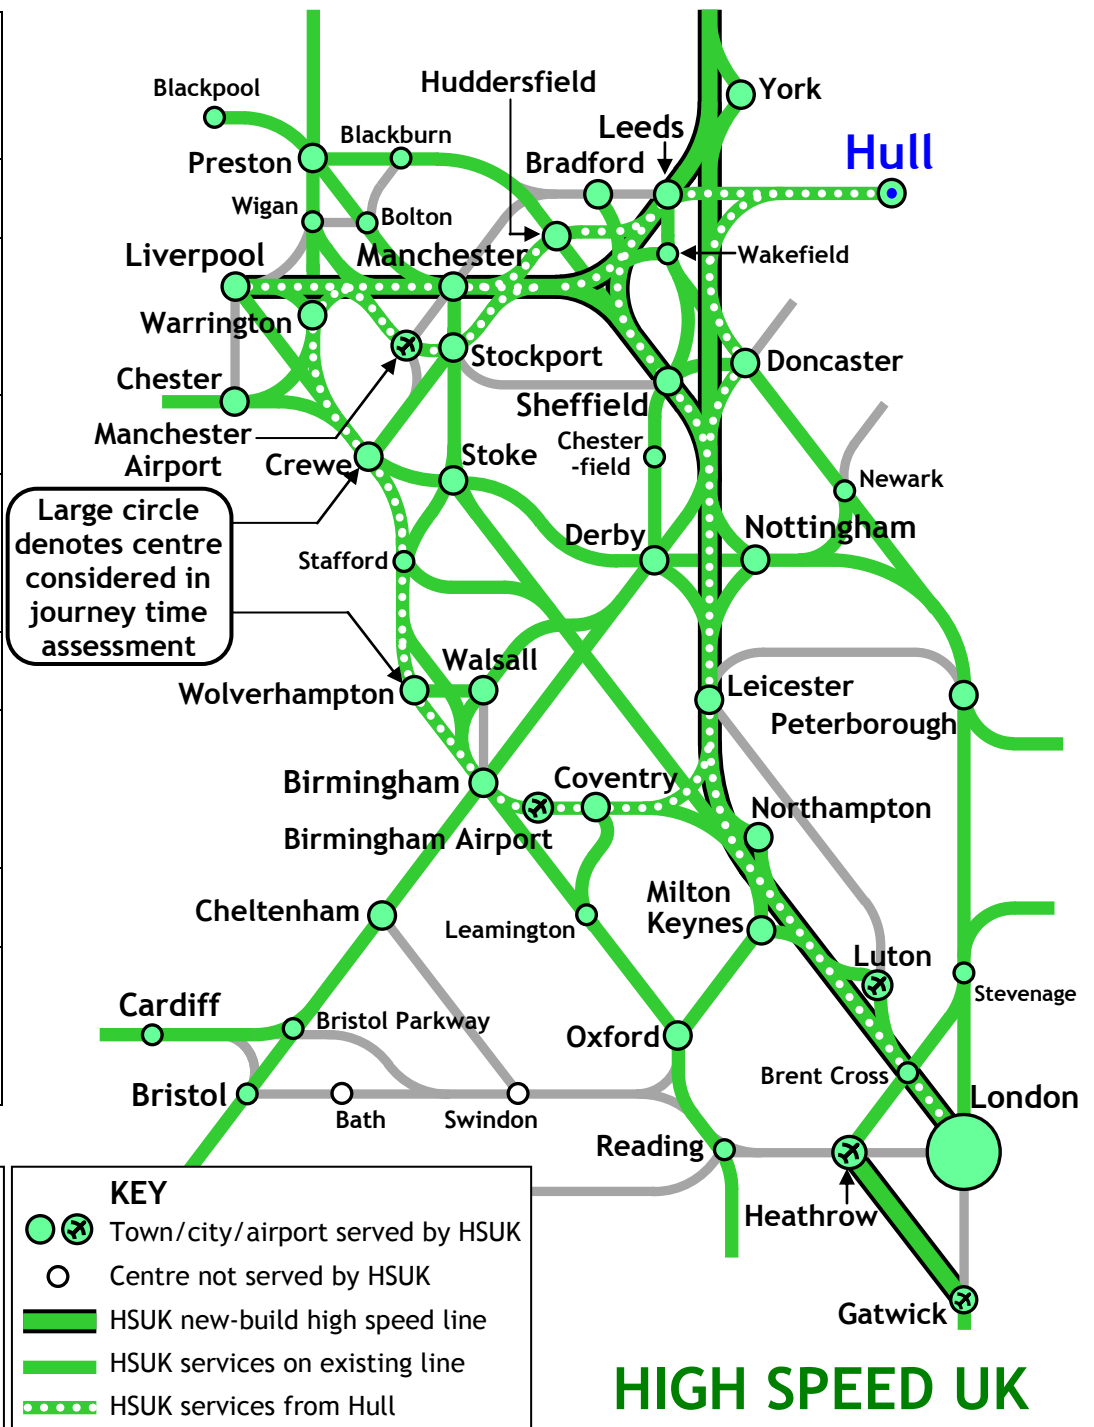 Huddersfield
York
Blackpool
Leeds
Hull
Blackburn
Bradford
Preston
Wigan
Bolton
Liverpool
Manchester
Wakefield
Warrington
Stockport
Doncaster
Chester
Sheffield
Manchester
Airport
Chester
-field
Crewe
Stoke
Newark
Large circle
denotes centre
considered in
journey time
assessment
Derby
Nottingham
Stafford
Walsall
Wolverhampton
Leicester
Peterborough
Birmingham
Coventry
Northampton
Birmingham Airport
Milton
Keynes
Cheltenham
Leamington
Luton
Stevenage
Cardiff
Bristol Parkway
Oxford
Brent Cross
Bristol
London
Bath
Swindon
Reading
Heathrow
Gatwick
KEY
Town/city/airport served by HSUK
Centre not served by HSUK
HSUK new-build high speed line
HSUK services on existing line
HSUK services from Hull
HIGH SPEED UK